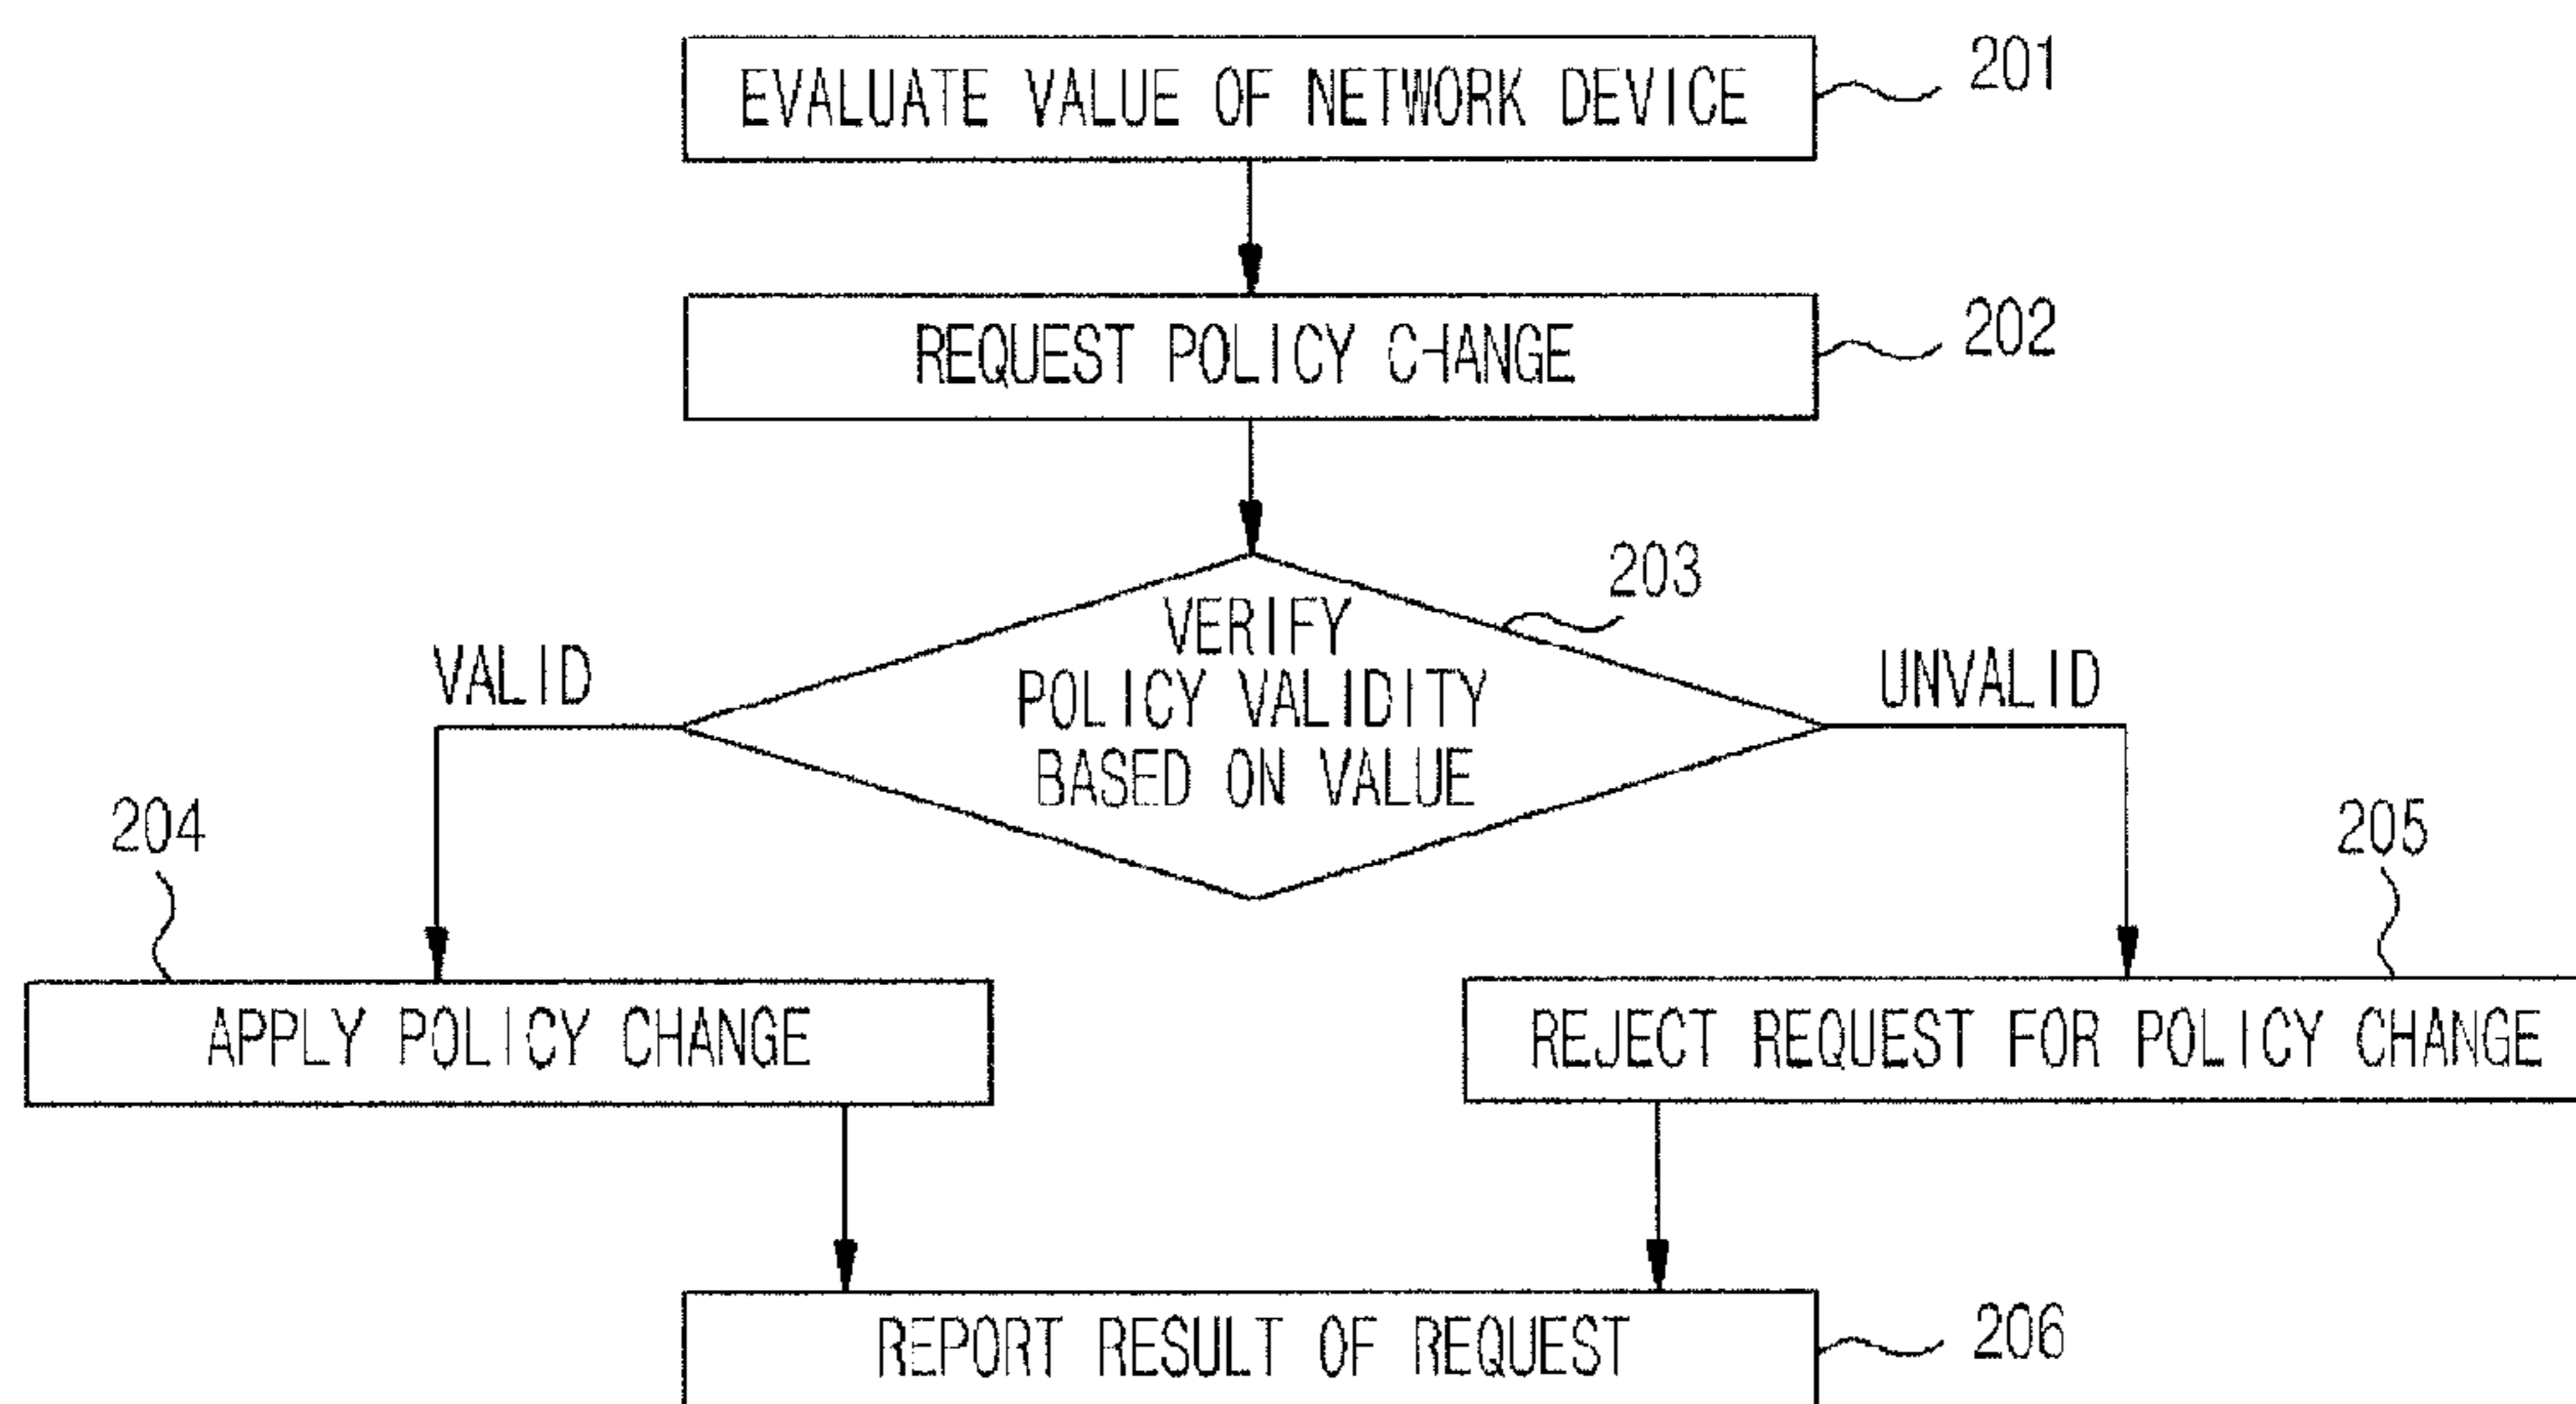 EVALUATE VALUE OF NETWORK DEVICE
201
REQUEST POLICY CHANGE
202
203
VERIFY
POLICY VALIDITY
BASED ON VALUE
VALID
UNVALID
204
205
APPLY POLICY CHANGE
REJECT REQUEST FOR POLICY CHANGE
REPORT RESULT OF REQUEST
206